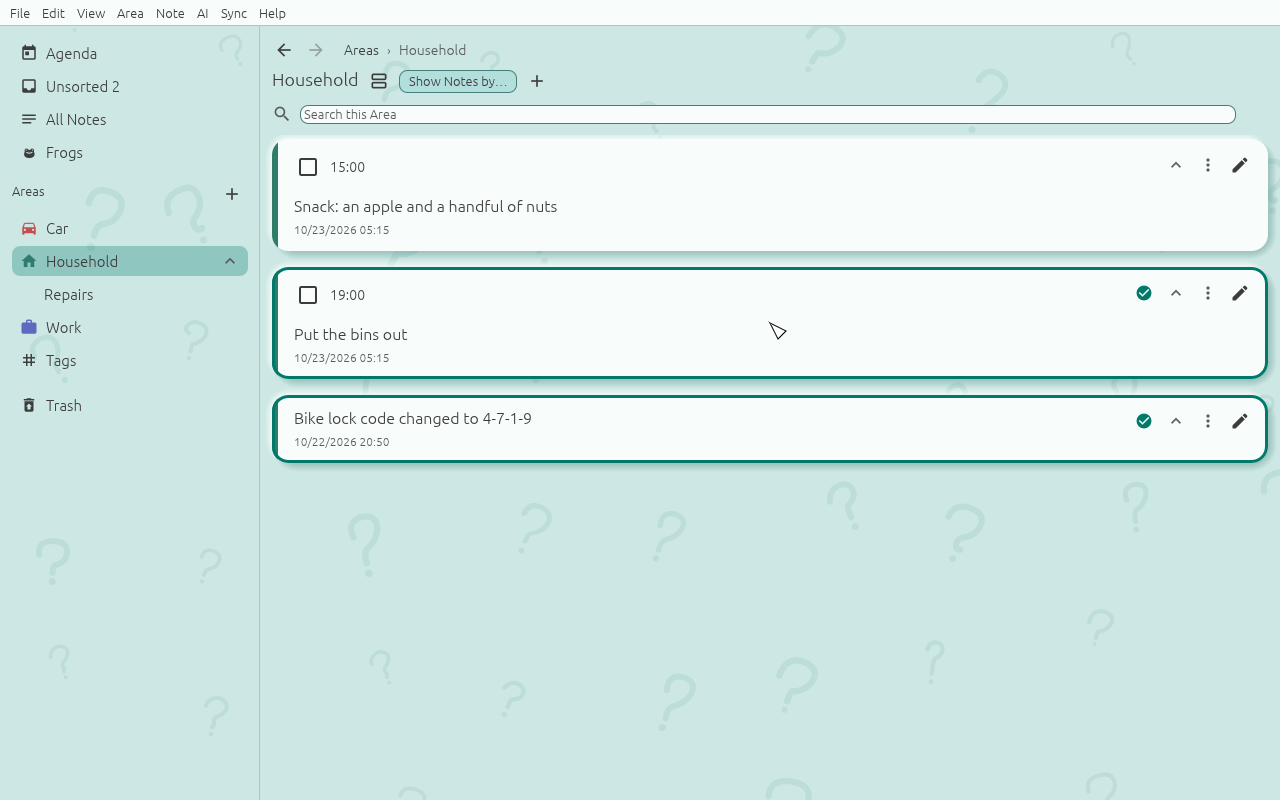 File Edit View Area Note AI Sync Help
Agenda
Unsorted 2
All Notes
Frogs
Areas
Car
Household
Repairs
Work
Tags
Trash
Areas › Household
Household Show Notes by...
Search this Area
15:00
Snack: an apple and a handful of nuts
10/23/2026 05:15
19:00
Put the bins out
10/23/2026 05:15
Bike lock code changed to 4-7-1-9
10/22/2026 20:50